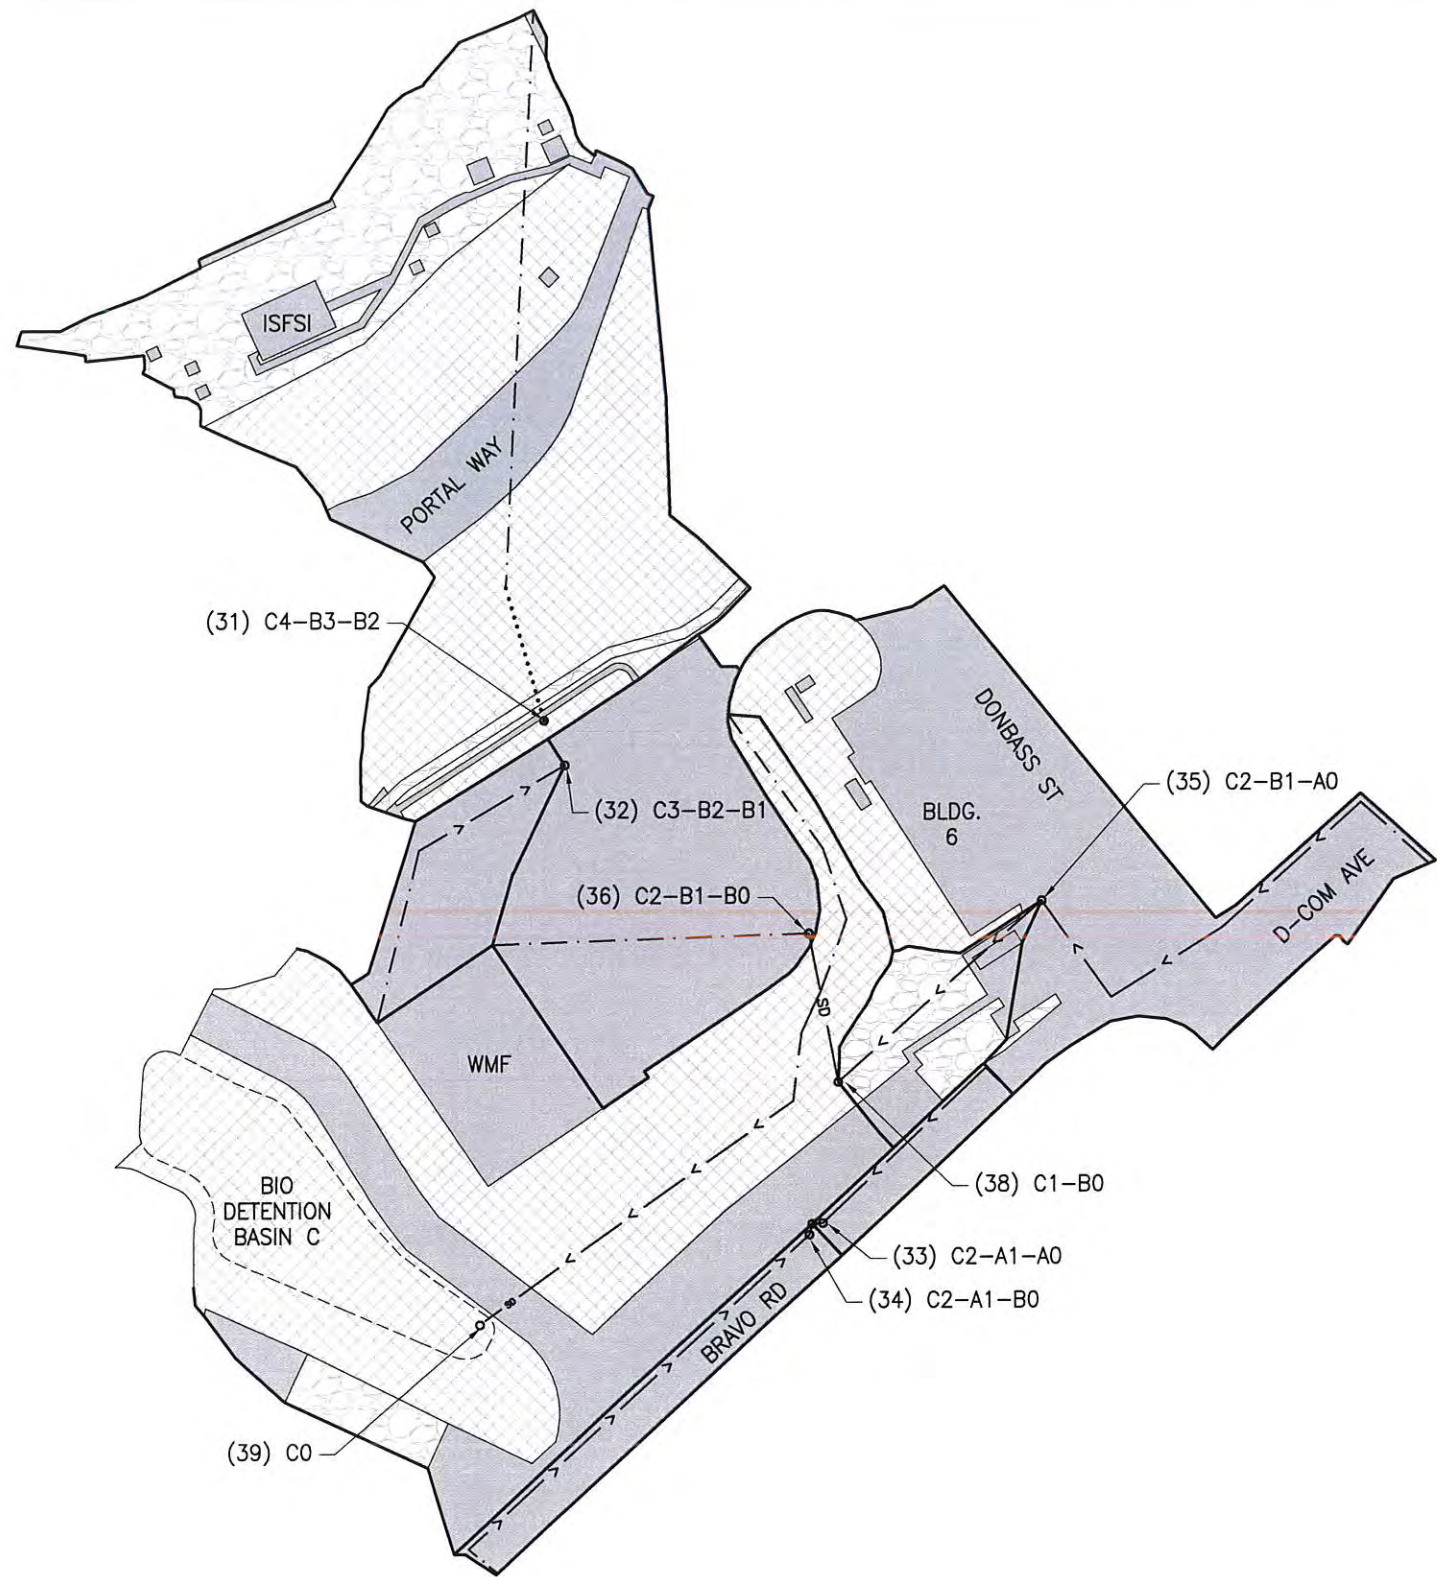 ISFSI
PORTAL WAY
(31) C4-B3-B2
DONBASS ST
(35) C2-B1-A0
(32) C3-B2-B1
BLDG.
6
D-COM AVE
(36) C2-B1-B0
SD
WMF
(38) C1-B0
BIO
DETENTION
BASIN C
(33) C2-A1-A0
(34) C2-A1-B0
SD
BRAVO RD
(39) C0